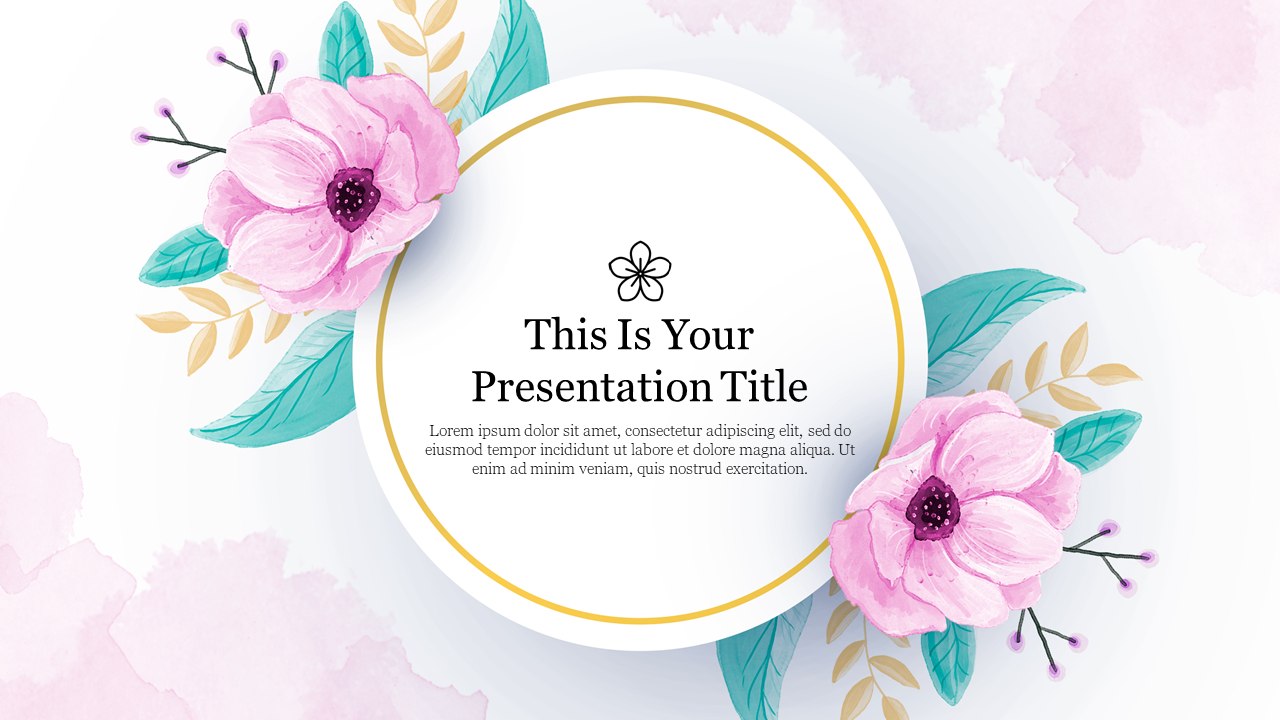 This Is Your
Presentation Title
Lorem ipsum dolor sit amet, consectetur adipiscing elit, sed do
eiusmod tempor incididunt ut labore et dolore magna aliqua. Ut
enim ad minim veniam, quis nostrud exercitation.